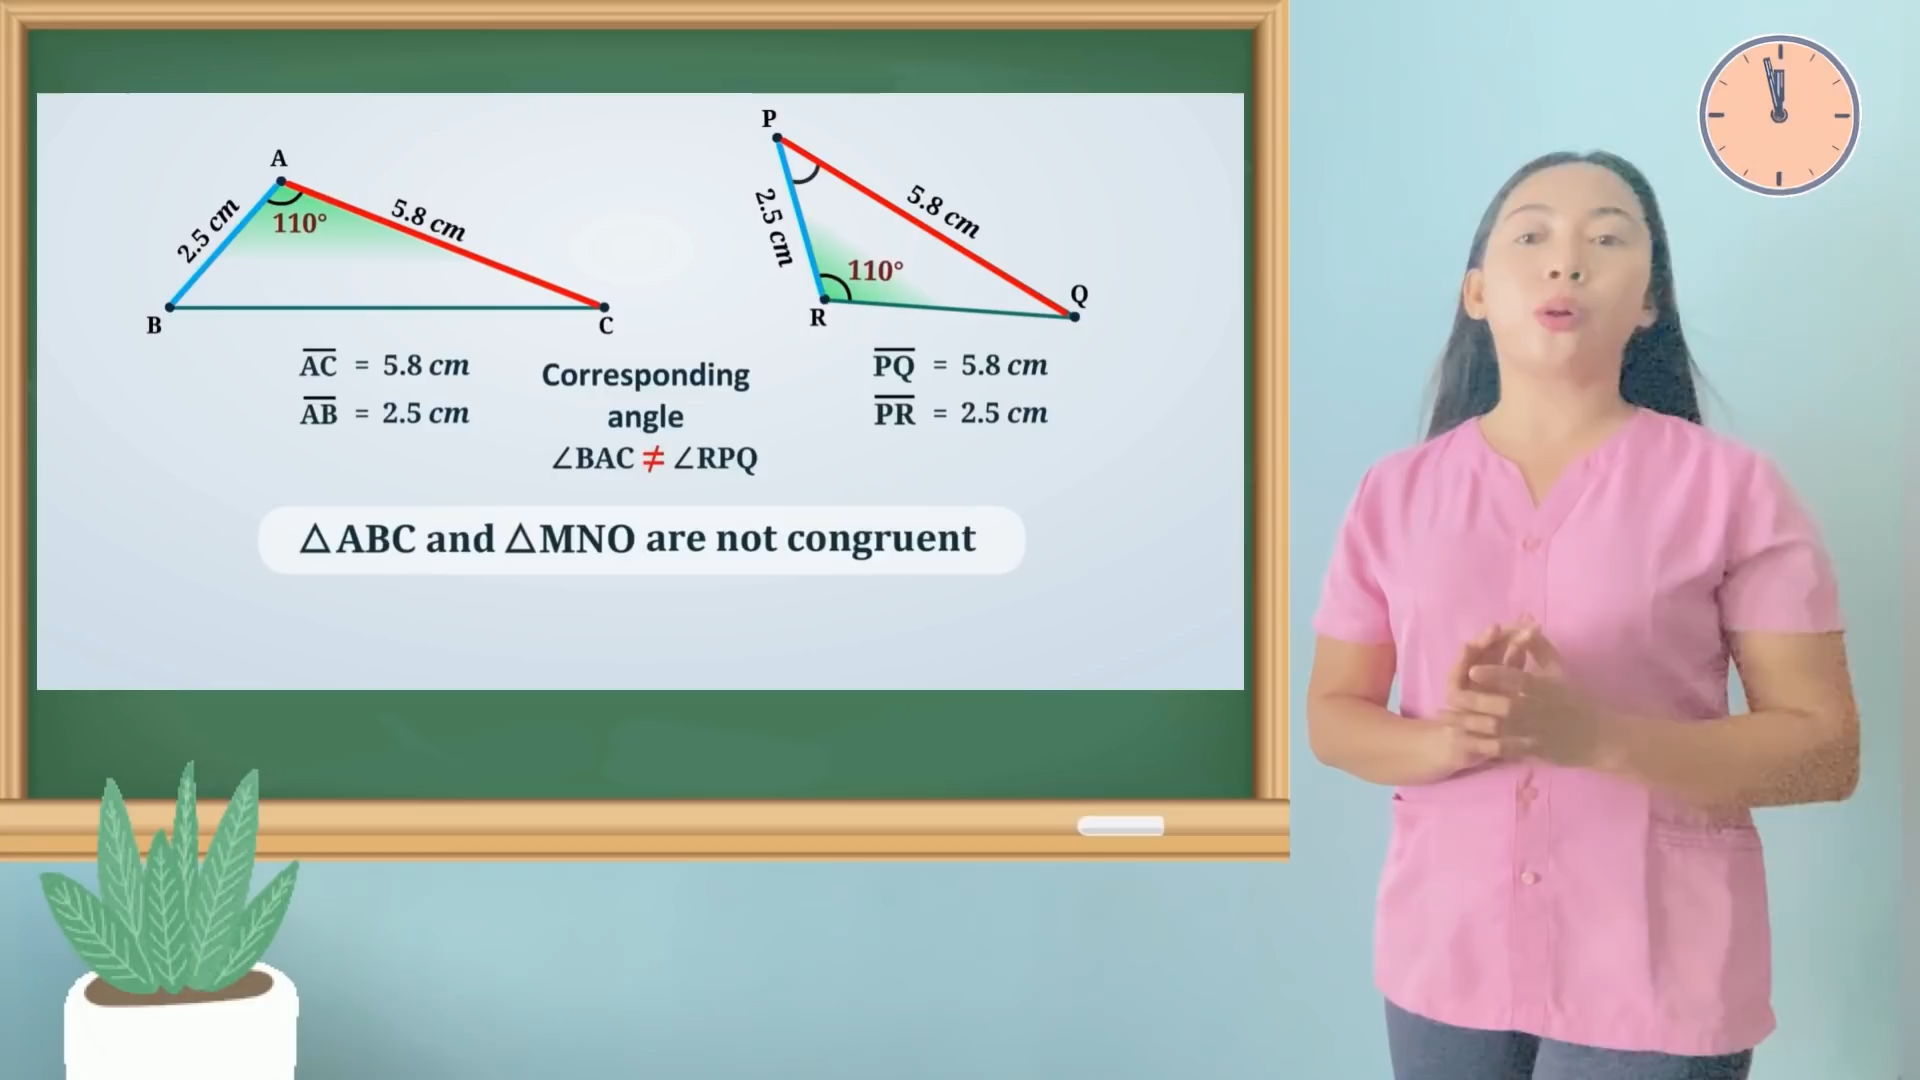 A
2.5 cm
5.8 cm
110°
B
C
P
2.5 cm
5.8 cm
110°
R
Q
AC = 5.8 cm
AB = 2.5 cm
Corresponding
angle
∠BAC ≠ ∠RPQ
PQ = 5.8 cm
PR = 2.5 cm
△ABC and △MNO are not congruent